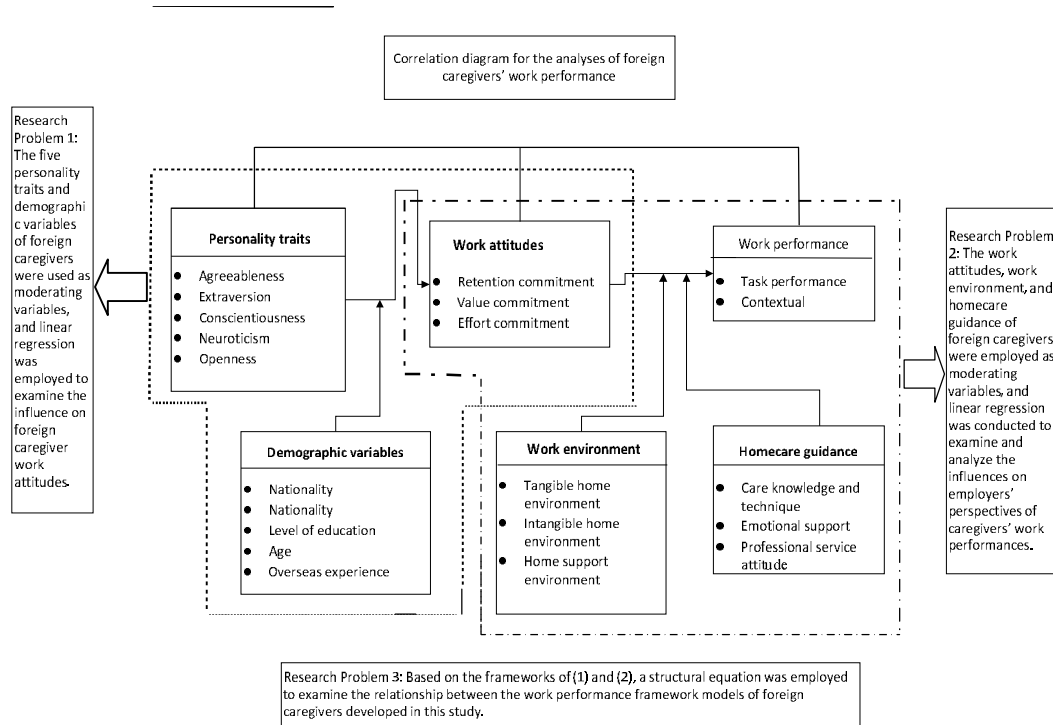 Correlation diagram for the analyses of foreign
caregivers' work performance
Research
Problem 1:
The five
personality
traits and
demographi
c variables
of foreign
caregivers
were used as
moderating
variables,
and linear
regression
was
employed to
examine the
influence on
foreign
caregiver
work
attitudes.
Personality traits
Agreeableness
Extraversion
Conscientiousness
Neuroticism
Openness
Work attitudes
Retention commitment
Value commitment
Effort commitment
Work performance
Task performance
Contextual
Demographic variables
Nationality
Nationality
Level of education
Age
Overseas experience
Work environment
Tangible home
environment
Intangible home
environment
Home support
environment
Homecare guidance
Care knowledge and
technique
Emotional support
Professional service
attitude
Research Problem
2: The work
attitudes, work
environment, and
homecare
guidance of
foreign caregivers
were employed as
moderating
variables, and
linear regression
was conducted to
examine and
analyze the
influences on
employers'
perspectives of
caregivers' work
performances.
Research Problem 3: Based on the frameworks of (1) and (2), a structural equation was employed
to examine the relationship between the work performance framework models of foreign
caregivers developed in this study.